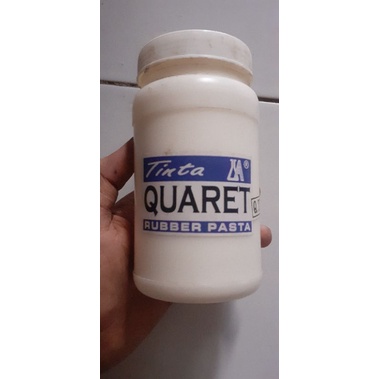 Tinta ®
QUARET
RUBBER PASTA